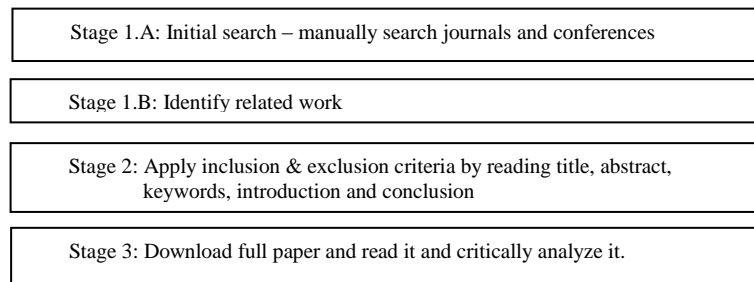 Stage 1.A: Initial search – manually search journals and conferences
Stage 1.B: Identify related work
Stage 2: Apply inclusion & exclusion criteria by reading title, abstract,
keywords, introduction and conclusion
Stage 3: Download full paper and read it and critically analyze it.